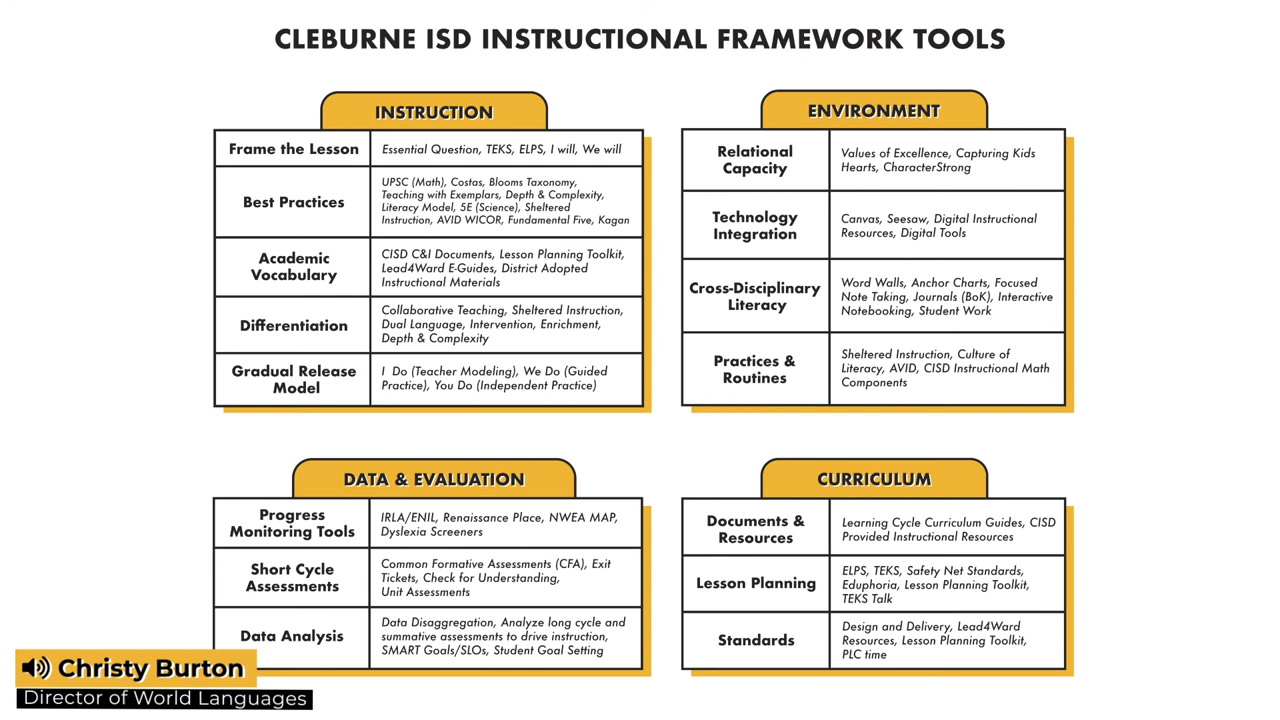 CLEBURNE ISD INSTRUCTIONAL FRAMEWORK TOOLS
INSTRUCTION
Frame the Lesson
Essential Question, TEKS, ELPS, I will, We will
Best Practices
UPSC (Math), Costas, Blooms Taxonomy,
Teaching with Exemplars, Depth & Complexity,
Literacy Model, 5E (Science), Sheltered
Instruction, AVID WICOR, Fundamental Five, Kagan
Academic
Vocabulary
CISD C&I Documents, Lesson Planning Toolkit,
Lead4Ward E-Guides, District Adopted
Instructional Materials
Differentiation
Collaborative Teaching, Sheltered Instruction,
Dual Language, Intervention, Enrichment,
Depth & Complexity
Gradual Release
Model
I Do (Teacher Modeling), We Do (Guided
Practice), You Do (Independent Practice)
ENVIRONMENT
Relational
Capacity
Values of Excellence, Capturing Kids
Hearts, CharacterStrong
Technology
Integration
Canvas, Seesaw, Digital Instructional
Resources, Digital Tools
Cross-Disciplinary
Literacy
Word Walls, Anchor Charts, Focused
Note Taking, Journals (BoK), Interactive
Notebooking, Student Work
Practices &
Routines
Sheltered Instruction, Culture of
Literacy, AVID, CISD Instructional Math
Components
DATA & EVALUATION
Progress
Monitoring Tools
IRLA/ENIL, Renaissance Place, NWEA MAP,
Dyslexia Screeners
Short Cycle
Assessments
Common Formative Assessments (CFA), Exit
Tickets, Check for Understanding,
Unit Assessments
Data Analysis
Data Disaggregation, Analyze long cycle and
summative assessments to drive instruction,
SMART Goals/SLOs, Student Goal Setting
CURRICULUM
Documents &
Resources
Learning Cycle Curriculum Guides, CISD
Provided Instructional Resources
Lesson Planning
ELPS, TEKS, Safety Net Standards,
Eduphoria, Lesson Planning Toolkit,
TEKS Talk
Standards
Design and Delivery, Lead4Ward
Resources, Lesson Planning Toolkit,
PLC time
Christy Burton
Director of World Languages